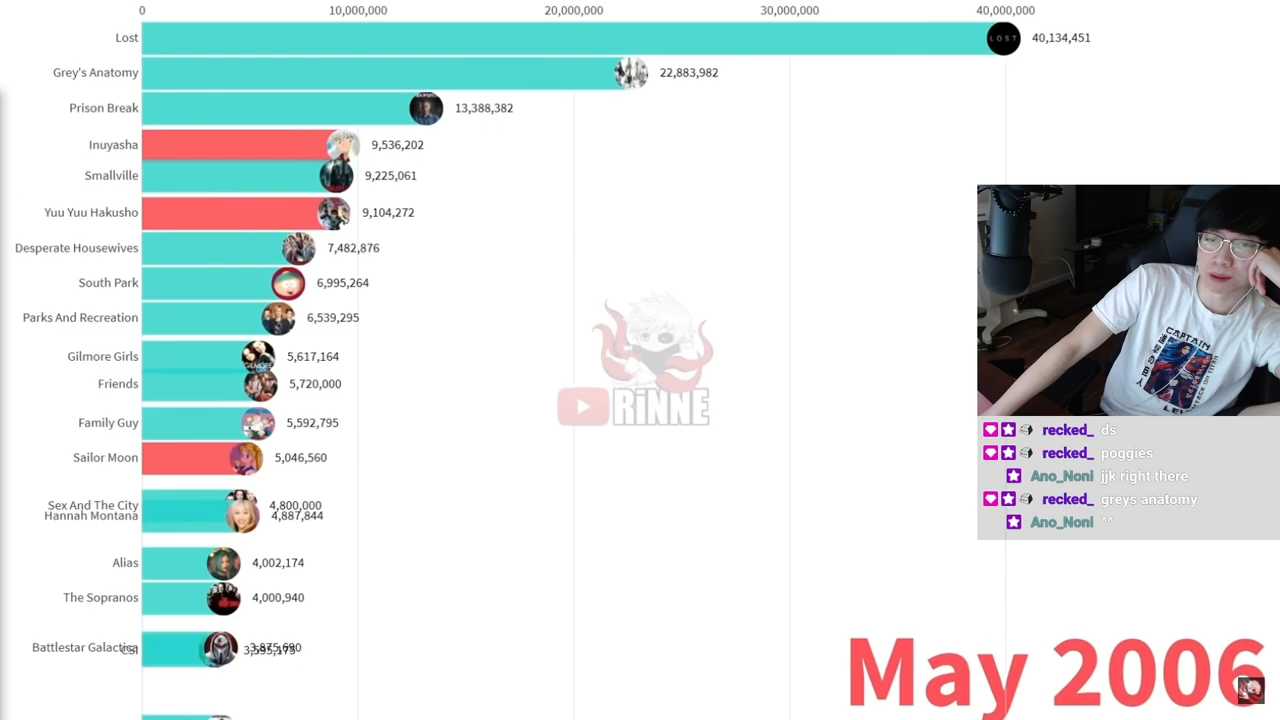 0 10,000,000 20,000,000 30,000,000 40,000,000
Lost LOST 40,134,451
Grey's Anatomy 22,883,982
Prison Break 13,388,382
Inuyasha 9,536,202
Smallville 9,225,061
Yuu Yuu Hakusho 9,104,272
Desperate Housewives 7,482,876
South Park 6,995,264
Parks And Recreation 6,539,295
Gilmore Girls GILMORE 5,617,164
Friends 5,720,000
Family Guy 5,592,795
Sailor Moon 5,046,560
Sex And The City 4,800,000
Hannah Montana 4,887,844
Alias 4,002,174
The Sopranos 4,000,940
Battlestar Galactica
CSI
RiNNE
May 2006
CAPTAIN
recked_ ds
recked_ poggies
Ano_Noni jjk right there
recked_ greys anatomy
Ano_Noni ^^